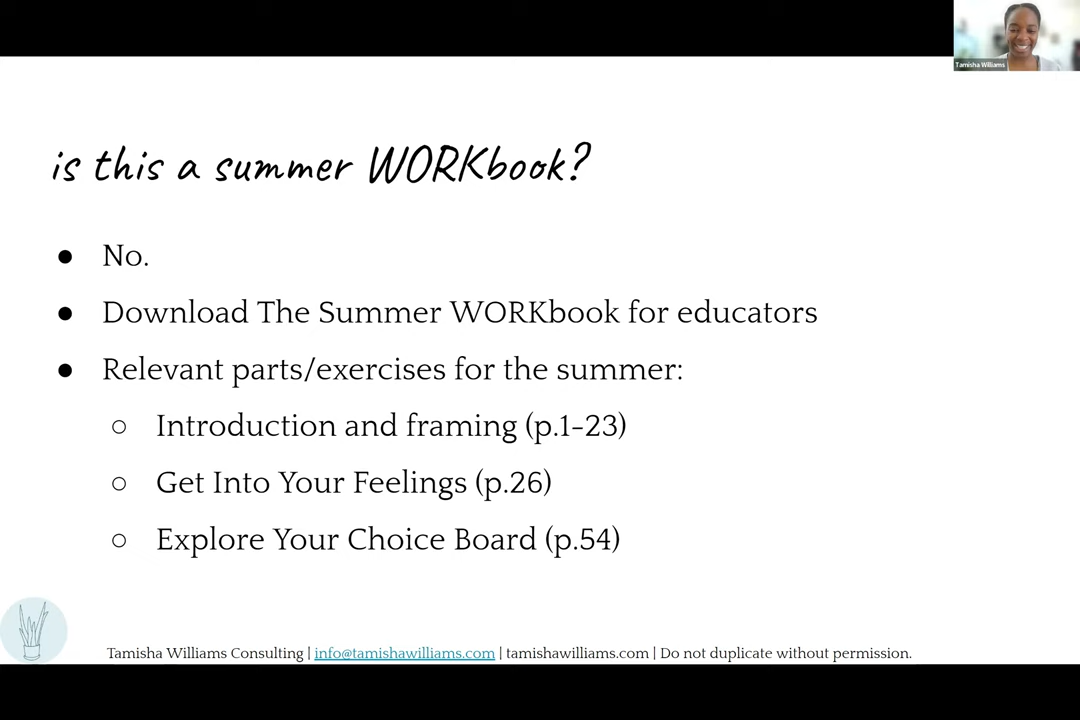 Tamisha Williams
is this a summer WORKbook?
● No.
● Download The Summer WORKbook for educators
● Relevant parts/exercises for the summer:
○ Introduction and framing (p.1-23)
○ Get Into Your Feelings (p.26)
○ Explore Your Choice Board (p.54)
Tamisha Williams Consulting | info@tamishawilliams.com | tamishawilliams.com | Do not duplicate without permission.